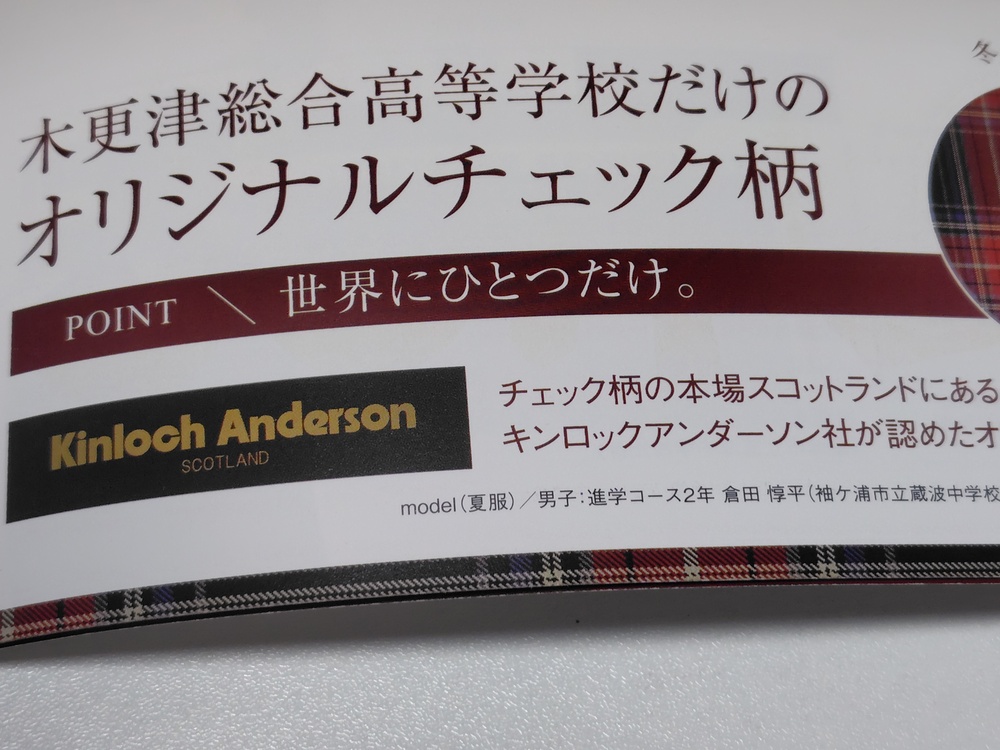 冬
木更津総合高等学校だけの
オリジナルチェック柄
POINT \ 世界にひとつだけ。
Kinloch Anderson
SCOTLAND
チェック柄の本場スコットランドにある
キンロックアンダーソン社が認めたオ
model(夏服)/男子:進学コース2年 倉田 惇平(袖ケ浦市立蔵波中学校